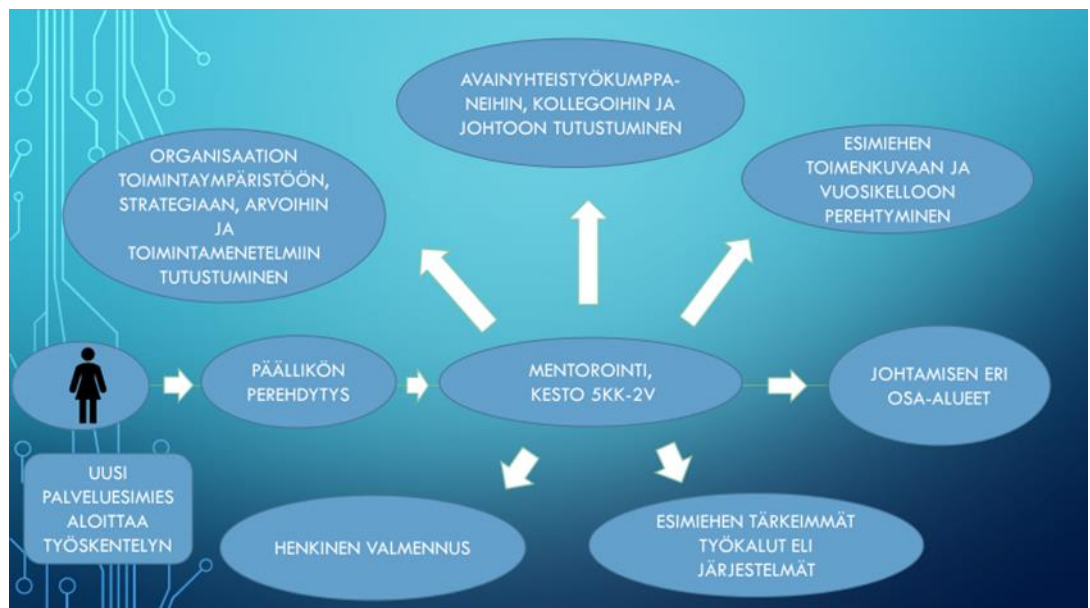 AVAINYHTEISTYÖKUMPPA-
NEIHIN, KOLLEGOIHIN JA
JOHTOON TUTUSTUMINEN
ORGANISAATION
TOIMINTAYMPÄRISTÖÖN,
STRATEGIAAN, ARVOIHIN
JA
TOIMINTAMENETELMIIN
TUTUSTUMINEN
ESIMIEHEN
TOIMENKUVAAN JA
VUOSIKELLOON
PEREHTYMINEN
PÄÄLLIKÖN
PEREHDYTYS
MENTOROINTI,
KESTO 5KK-2V
JOHTAMISEN ERI
OSA-ALUEET
UUSI
PALVELUESIMIES
ALOITTAA
TYÖSKENTELYN
HENKINEN VALMENNUS
ESIMIEHEN TÄRKEIMMÄT
TYÖKALUT ELI
JÄRJESTELMÄT